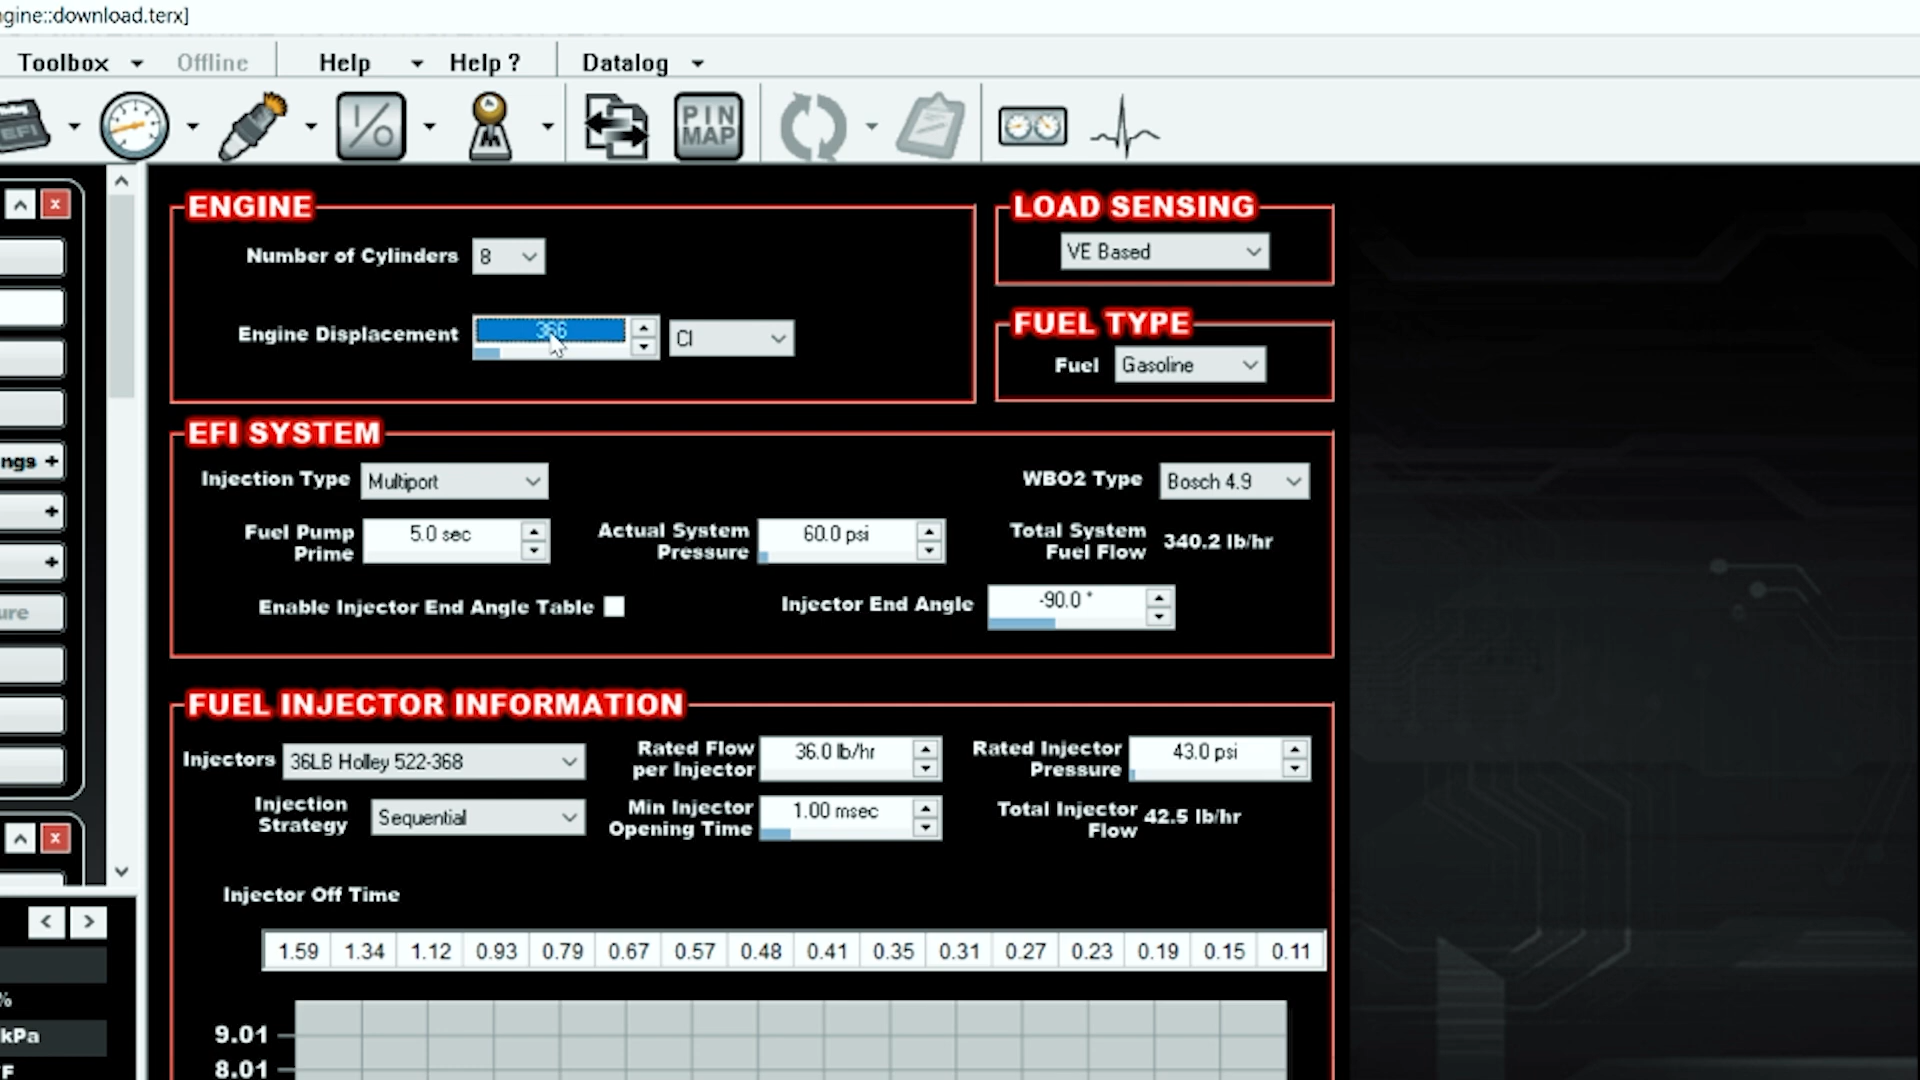 gine::download.terx]
Toolbox Offline Help Help ? Datalog
EFI
I/O
PIN
MAP
ENGINE
Number of Cylinders 8
Engine Displacement 366 CI
LOAD SENSING
VE Based
FUEL TYPE
Fuel Gasoline
EFI SYSTEM
Injection Type Multiport
WBO2 Type Bosch 4.9
Fuel Pump
Prime 5.0 sec
Actual System
Pressure 60.0 psi
Total System
Fuel Flow 340.2 lb/hr
Enable Injector End Angle Table
Injector End Angle -90.0 °
ngs +
+
+
ure
FUEL INJECTOR INFORMATION
Injectors 36LB Holley 522-368
Rated Flow
per Injector 36.0 lb/hr
Rated Injector
Pressure 43.0 psi
Injection
Strategy Sequential
Min Injector
Opening Time 1.00 msec
Total Injector
Flow 42.5 lb/hr
Injector Off Time
1.59 1.34 1.12 0.93 0.79 0.67 0.57 0.48 0.41 0.35 0.31 0.27 0.23 0.19 0.15 0.11
9.01
8.01
%
kPa
F